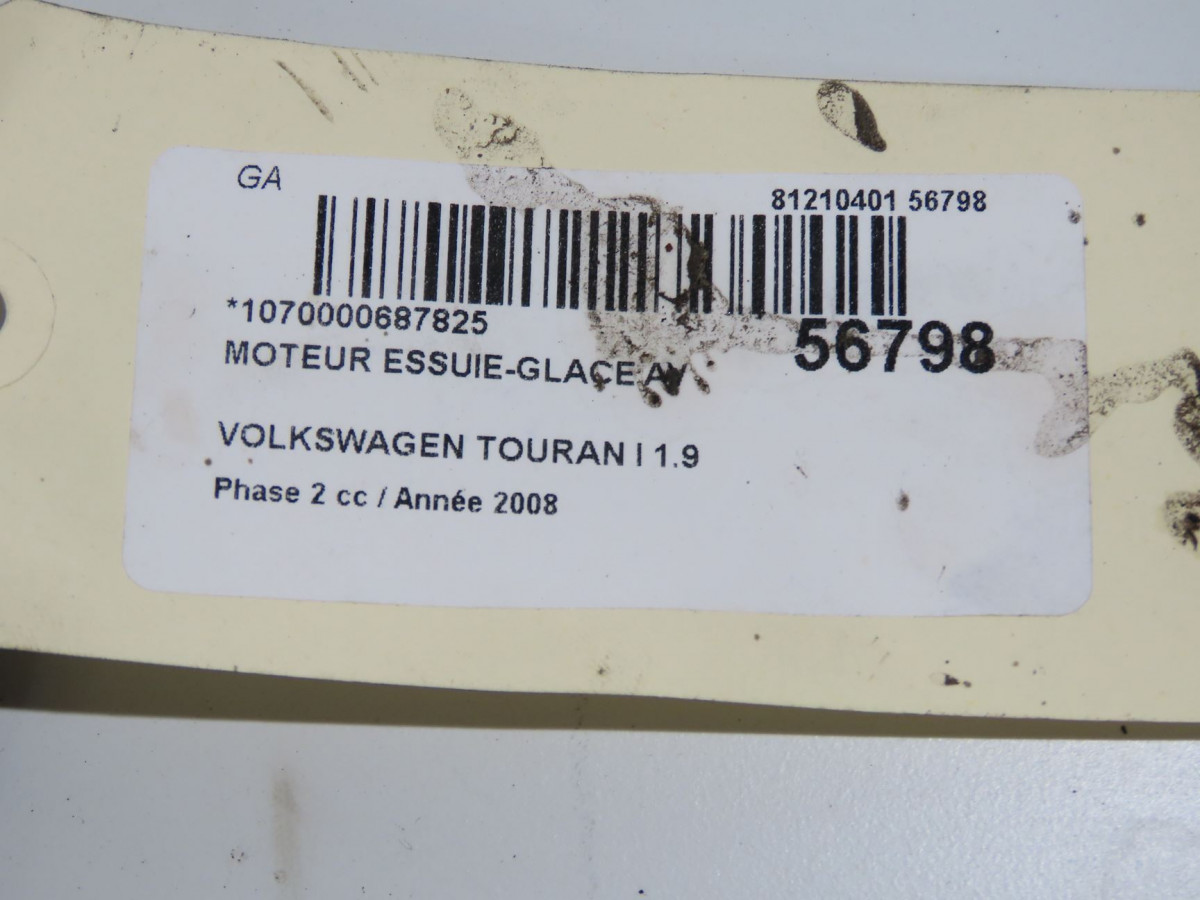 GA
81210401 56798
*1070000687825
56798
MOTEUR ESSUIE-GLACE AV
VOLKSWAGEN TOURAN I 1.9
Phase 2 cc / Année 2008